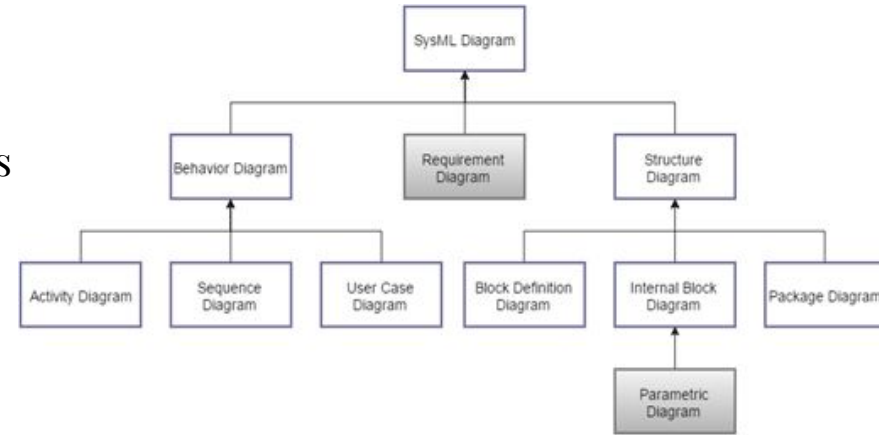 SysML Diagram
s
Behavior Diagram
Requirement
Diagram
Structure
Diagram
Activity Diagram
Sequence
Diagram
User Case
Diagram
Block Definition
Diagram
Internal Block
Diagram
Package Diagram
Parametric
Diagram